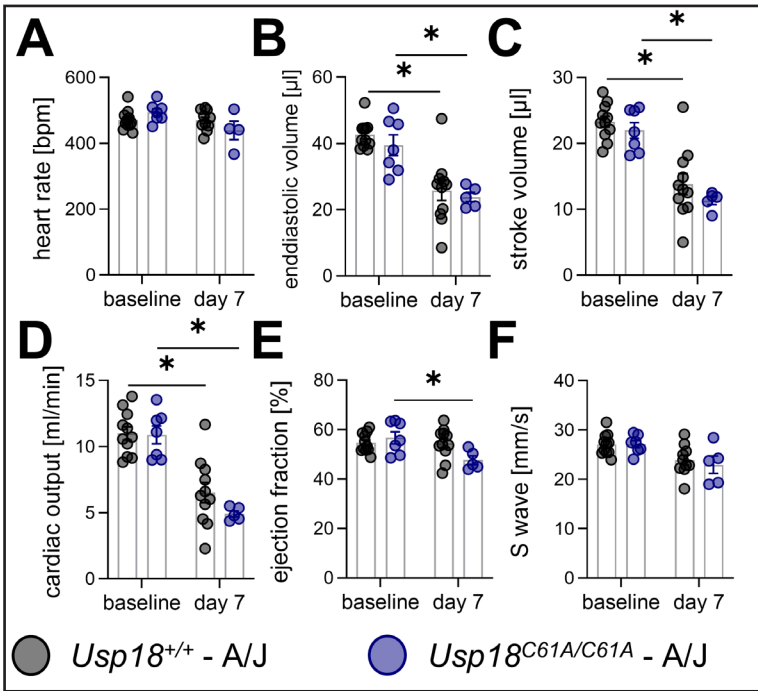 A
heart rate [bpm]
600
400
200
0
baseline day 7
B
enddiastolic volume [µl]
60
40
20
0
* *
baseline day 7
C
stroke volume [µl]
30
20
10
0
* *
baseline day 7
D
cardiac output [ml/min]
15
10
5
0
* *
baseline day 7
E
ejection fraction [%]
80
60
40
20
0
*
baseline day 7
F
S wave [mm/s]
40
30
20
10
0
baseline day 7
Usp18+/+ - A/J
Usp18C61A/C61A - A/J